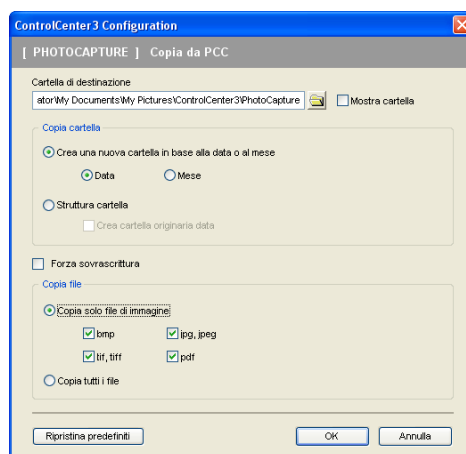 ControlCenter3 Configuration
[ PHOTOCAPTURE ] Copia da PCC
Cartella di destinazione
ator\My Documents\My Pictures\ControlCenter3\PhotoCapture
Mostra cartella
Copia cartella
Crea una nuova cartella in base alla data o al mese
Data Mese
Struttura cartella
Crea cartella originaria data
Forza sovrascrittura
Copia file
Copia solo file di immagine
bmp jpg, jpeg
tif, tiff pdf
Copia tutti i file
Ripristina predefiniti OK Annulla